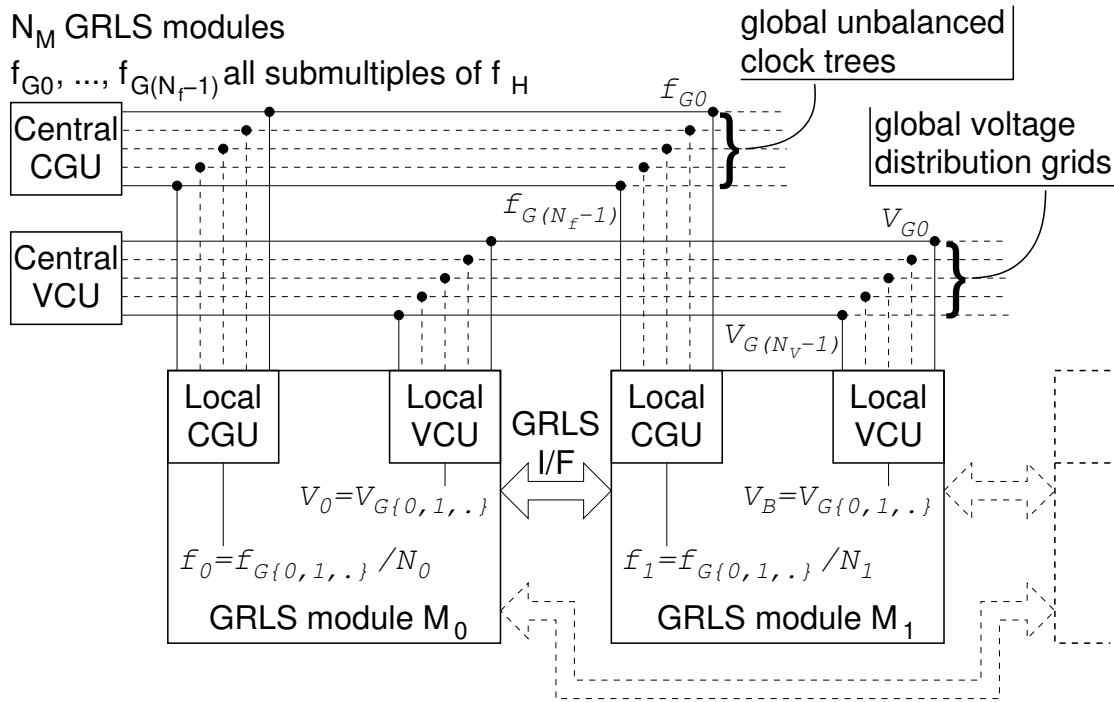 N_M GRLS modules
f_G0, ..., f_G(N_f−1) all submultiples of f_H
global unbalanced
clock trees
f_G0
Central
CGU
global voltage
distribution grids
f_G(N_f−1)
V_G0
Central
VCU
V_G(N_V−1)
Local
CGU
Local
VCU
GRLS
I/F
Local
CGU
Local
VCU
V_0=V_G{0,1,.}
V_B=V_G{0,1,.}
f_0=f_G{0,1,.} /N_0
f_1=f_G{0,1,.} /N_1
GRLS module M_0
GRLS module M_1